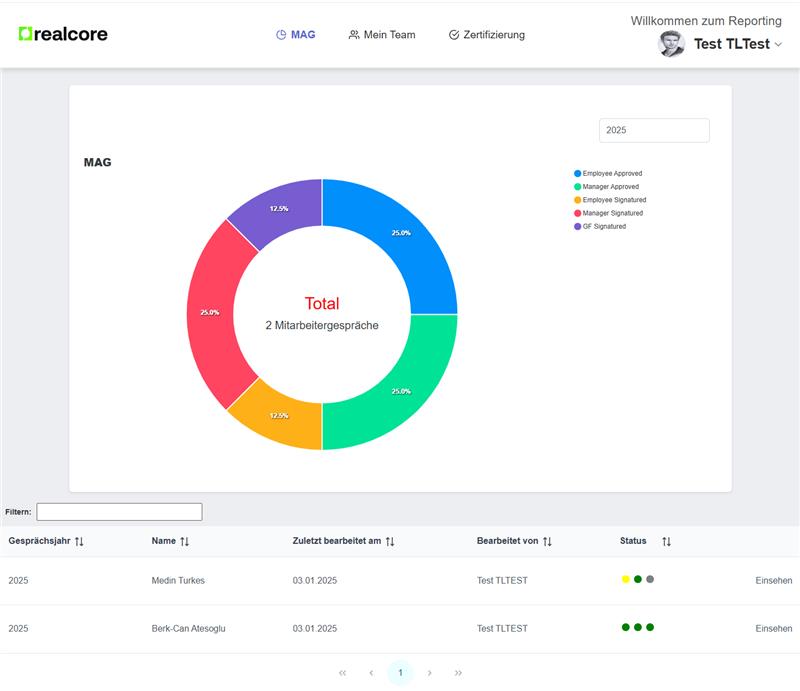 realcore
MAG
Mein Team
Zertifizierung
Willkommen zum Reporting
Test TLTest
2025
MAG
Employee Approved
Manager Approved
Employee Signatured
Manager Signatured
GF Signatured
12.5%
25.0%
25.0%
Total
2 Mitarbeitergespräche
25.0%
12.5%
Filtern:
Gesprächsjahr Name Zuletzt bearbeitet am Bearbeitet von Status
2025 Medin Turkes 03.01.2025 Test TLTEST Einsehen
2025 Berk-Can Atesoglu 03.01.2025 Test TLTEST Einsehen
« ‹ 1 › »